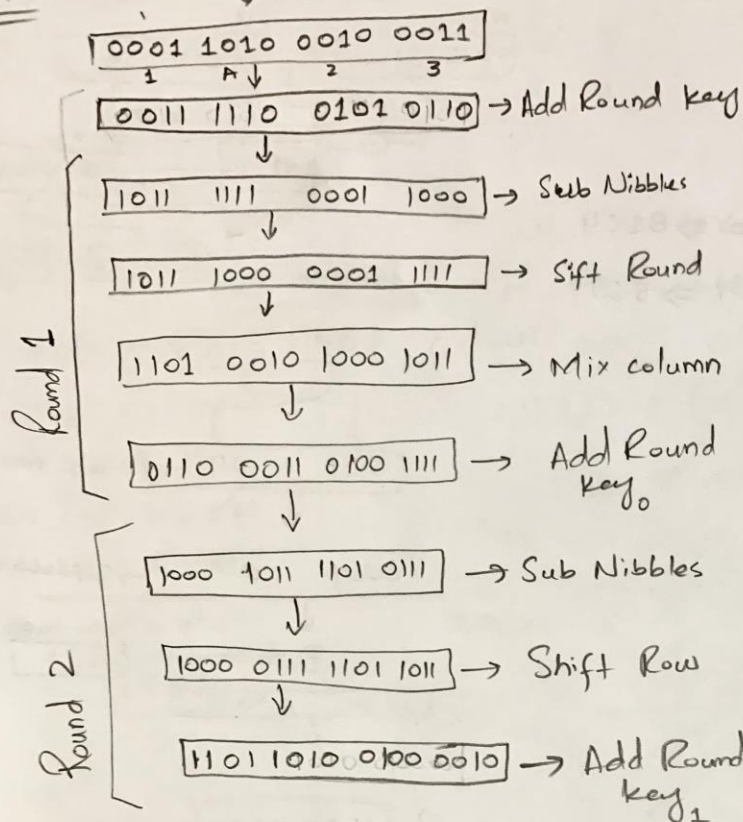 0001 1010 0010 0011
1 A 2 3
0011 1110 0101 0110 → Add Round Key
1011 1111 0001 1000 → Sub Nibbles
1011 1000 0001 1111 → Sift Round
1101 0010 1000 1011 → Mix column
0110 0011 0100 1111 → Add Round
key₀
Round 1
1000 1011 1101 0111 → Sub Nibbles
1000 0111 1101 1011 → Shift Row
1101 1010 0100 0010 → Add Round
key₁
Round 2